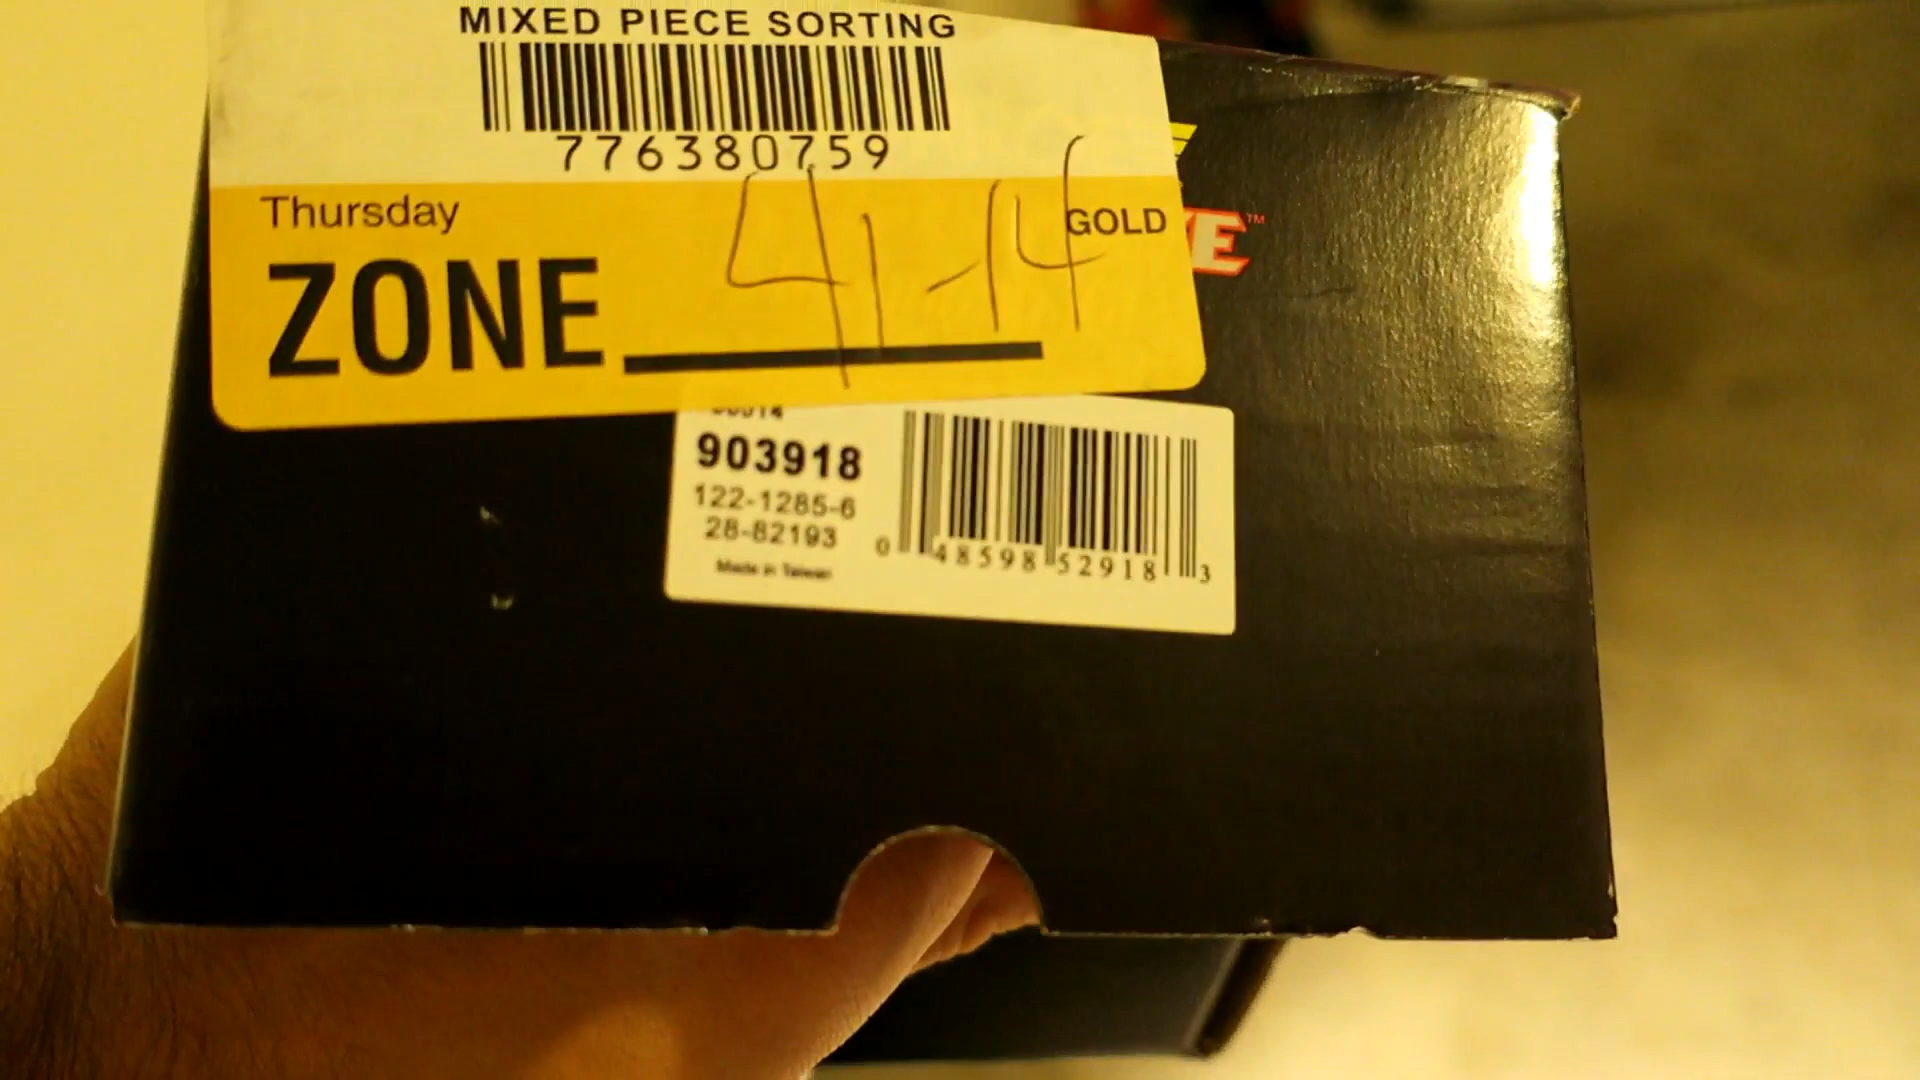 MIXED PIECE SORTING
776380759
Thursday
GOLD
ZONE 41-14
903918
122-1285-6
28-82193
Made in Taiwan
0 48598 52918 3